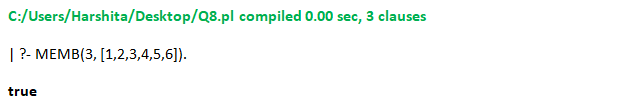 C:/Users/Harshita/Desktop/Q8.pl compiled 0.00 sec, 3 clauses
| ?- MEMB(3, [1,2,3,4,5,6]).
true